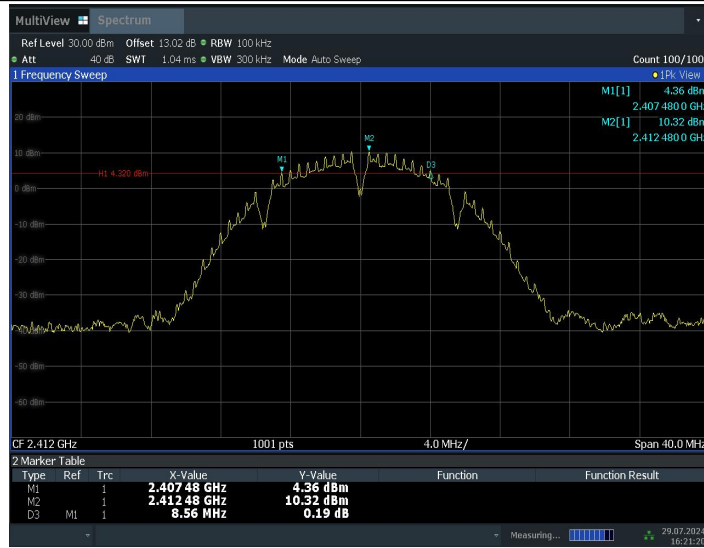 MultiView Spectrum
Ref Level 30.00 dBm Offset 13.02 dB RBW 100 kHz
Att 40 dB SWT 1.04 ms VBW 300 kHz Mode Auto Sweep Count 100/100
1 Frequency Sweep 1Pk View
M1[1] 4.36 dBm
2.407 480 0 GHz
M2[1] 10.32 dBm
2.412 480 0 GHz
20 dBm
M2
10 dBm
M1
D3
H1 4.320 dBm
0 dBm
-10 dBm
-20 dBm
-30 dBm
-40 dBm
-50 dBm
-60 dBm
CF 2.412 GHz 1001 pts 4.0 MHz/ Span 40.0 MHz
2 Marker Table
Type Ref Trc X-Value Y-Value Function Function Result
M1 1 2.407 48 GHz 4.36 dBm
M2 1 2.412 48 GHz 10.32 dBm
D3 M1 1 8.56 MHz 0.19 dB
Measuring... 29.07.2024
16:21:20